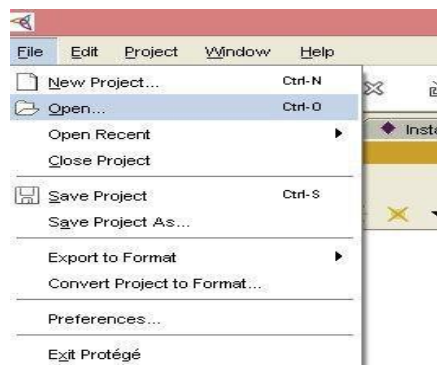 File Edit Project Window Help
New Project... Ctrl-N
Open... Ctrl-O
Open Recent
Close Project
Save Project Ctrl-S
Save Project As...
Export to Format
Convert Project to Format...
Preferences...
Exit Protégé